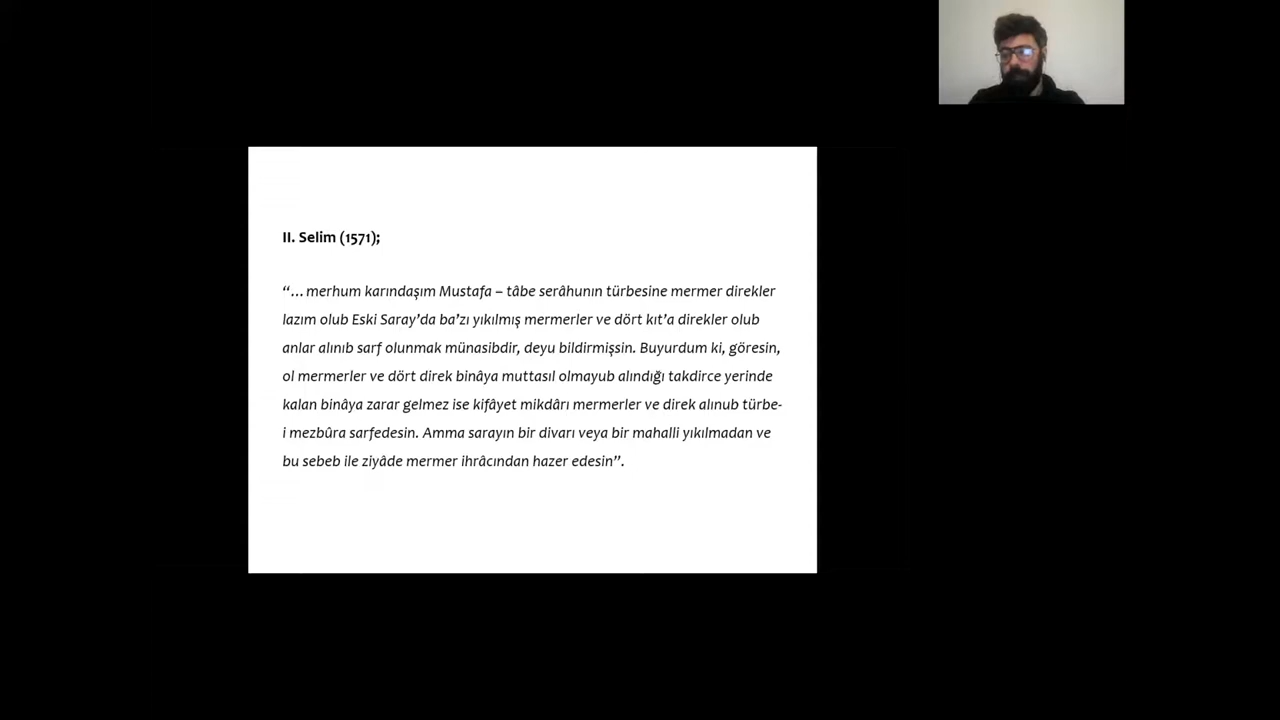 II. Selim (1571);
“… merhum karındaşım Mustafa – tâbe serâhunın türbesine mermer direkler
lazım olub Eski Saray’da ba’zı yıkılmış mermerler ve dört kıt’a direkler olub
anlar alınıb sarf olunmak münasibdir, deyu bildirmişsin. Buyurdum ki, göresin,
ol mermerler ve dört direk binâya muttasıl olmayub alındığı takdirce yerinde
kalan binâya zarar gelmez ise kifâyet mikdârı mermerler ve direk alınub türbe-
i mezbûra sarfedesin. Amma sarayın bir divarı veya bir mahalli yıkılmadan ve
bu sebeb ile ziyâde mermer ihrâcından hazer edesin”.